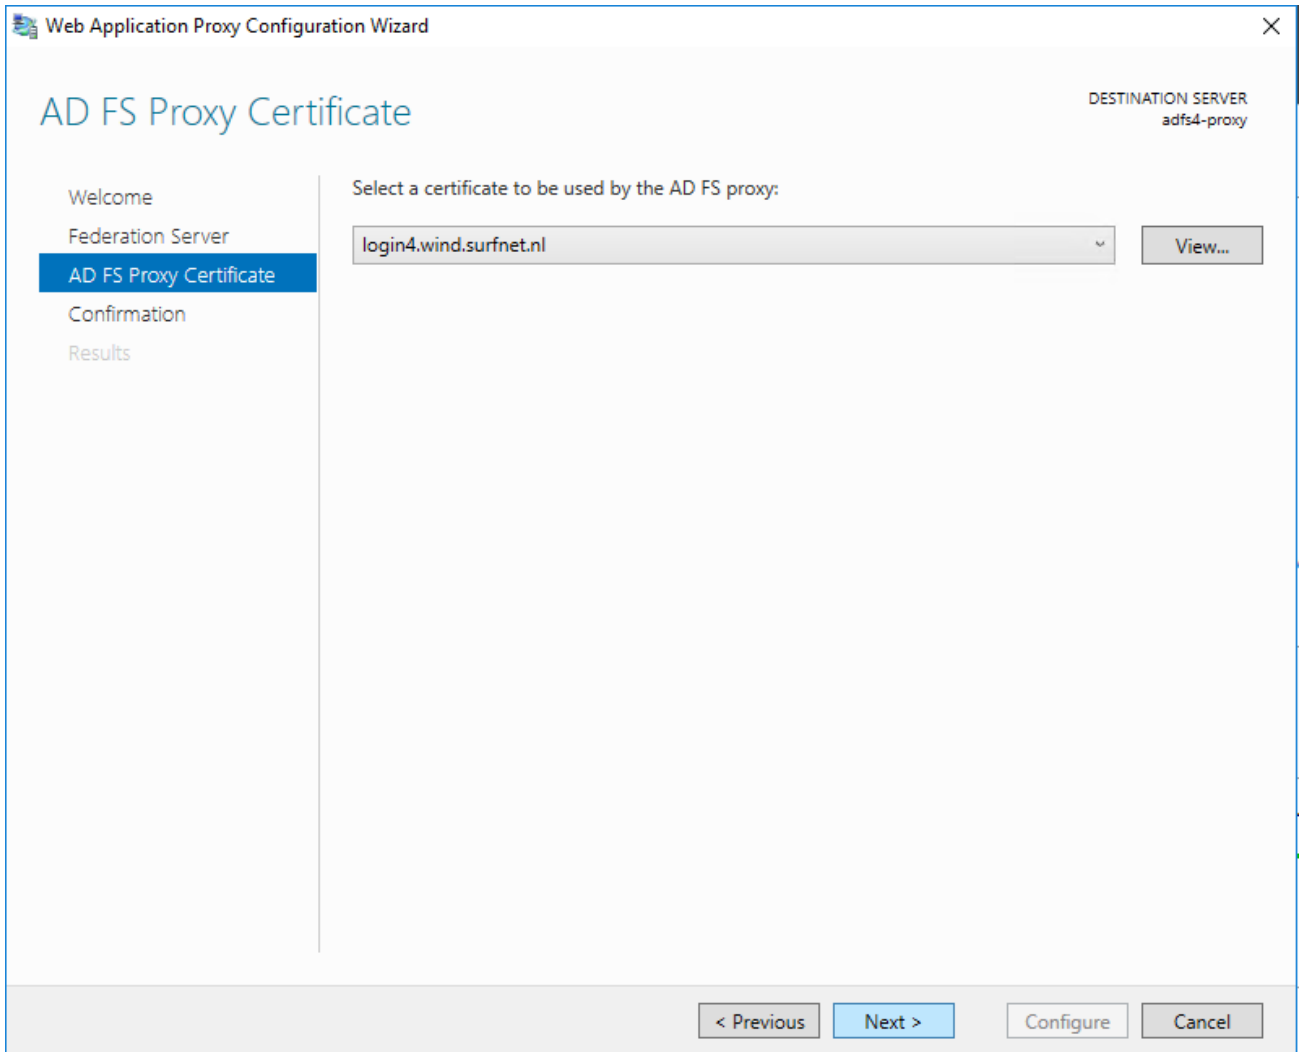 Web Application Proxy Configuration Wizard
AD FS Proxy Certificate
DESTINATION SERVER
adfs4-proxy
Welcome
Federation Server
AD FS Proxy Certificate
Confirmation
Results
Select a certificate to be used by the AD FS proxy:
login4.wind.surfnet.nl
View...
< Previous
Next >
Configure
Cancel